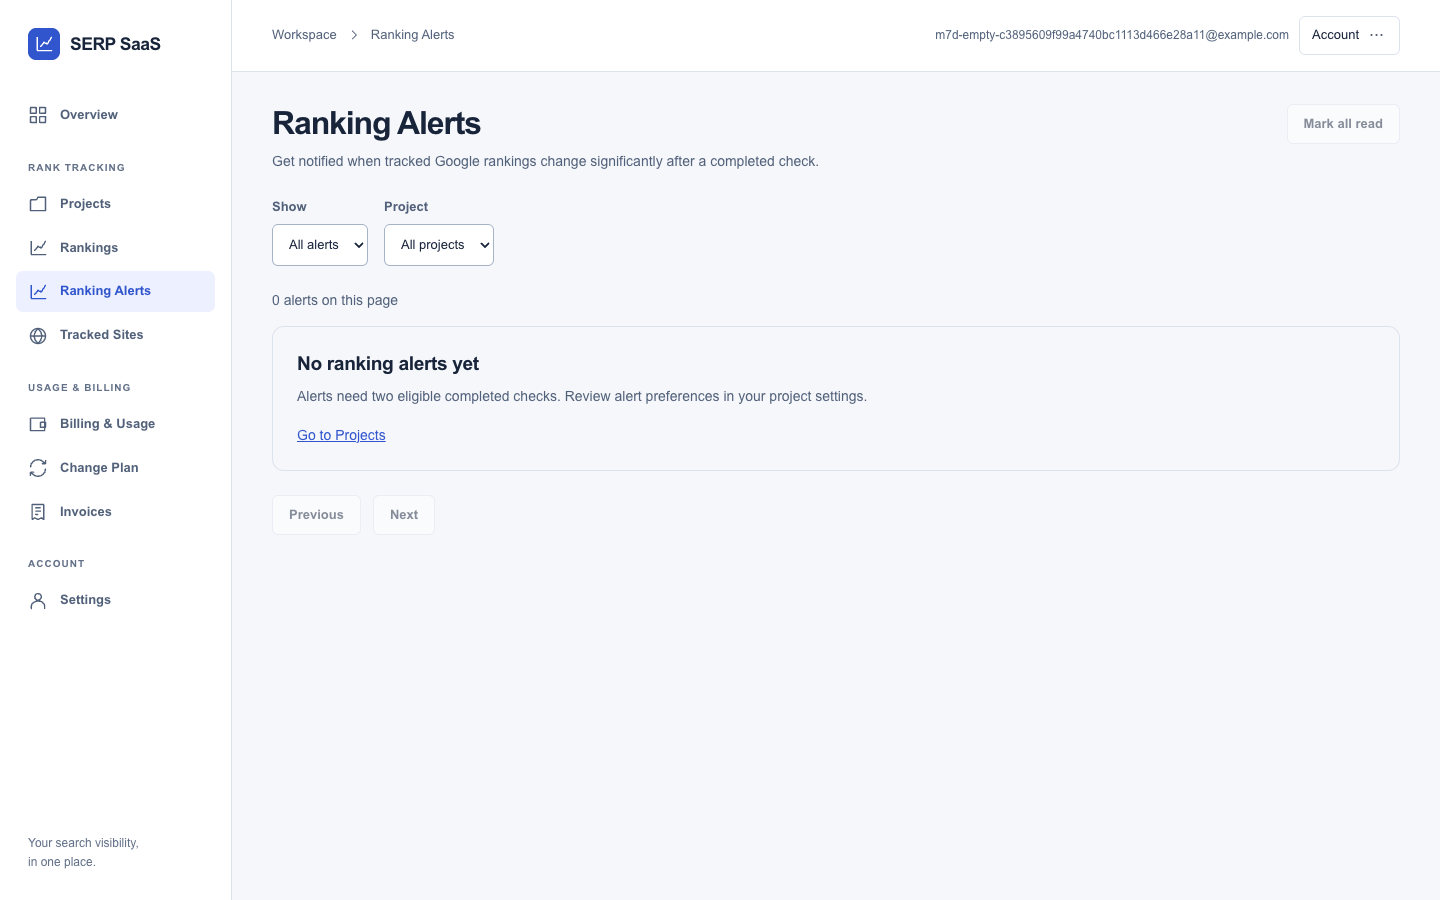 SERP SaaS
Overview
RANK TRACKING
Projects
Rankings
Ranking Alerts
Tracked Sites
USAGE & BILLING
Billing & Usage
Change Plan
Invoices
ACCOUNT
Settings
Your search visibility,
in one place.
Workspace > Ranking Alerts
m7d-empty-c3895609f99a4740bc1113d466e28a11@example.com
Account ...
Ranking Alerts
Mark all read
Get notified when tracked Google rankings change significantly after a completed check.
Show Project
All alerts All projects
0 alerts on this page
No ranking alerts yet
Alerts need two eligible completed checks. Review alert preferences in your project settings.
Go to Projects
Previous Next